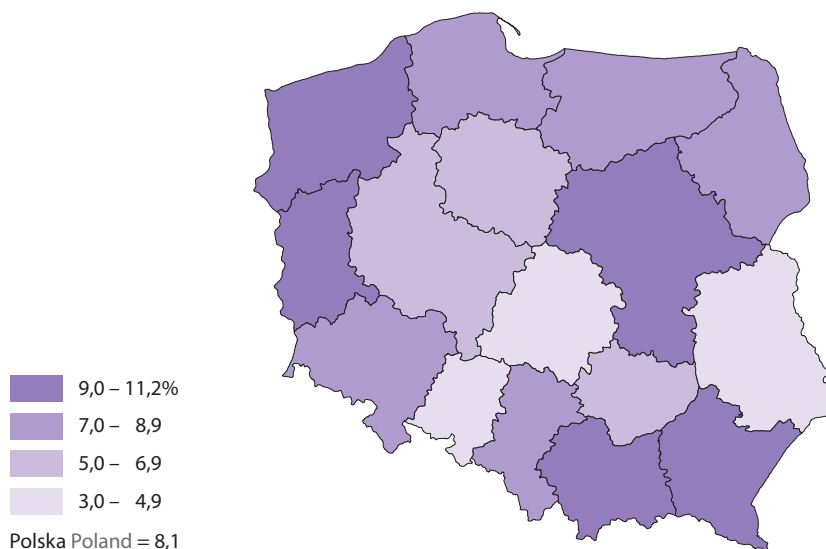 9,0 – 11,2%
7,0 – 8,9
5,0 – 6,9
3,0 – 4,9
Polska Poland = 8,1